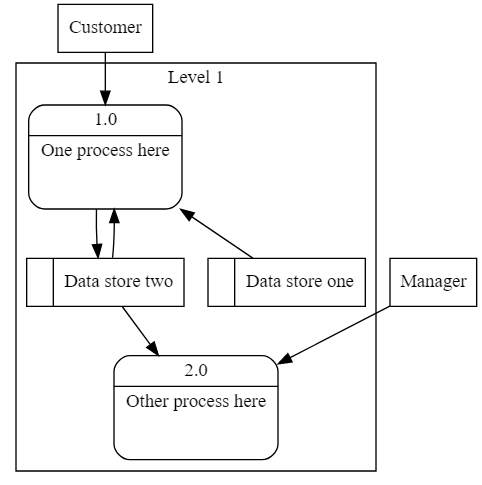 Customer
Level 1
1.0
One process here
Data store two
Data store one
Manager
2.0
Other process here